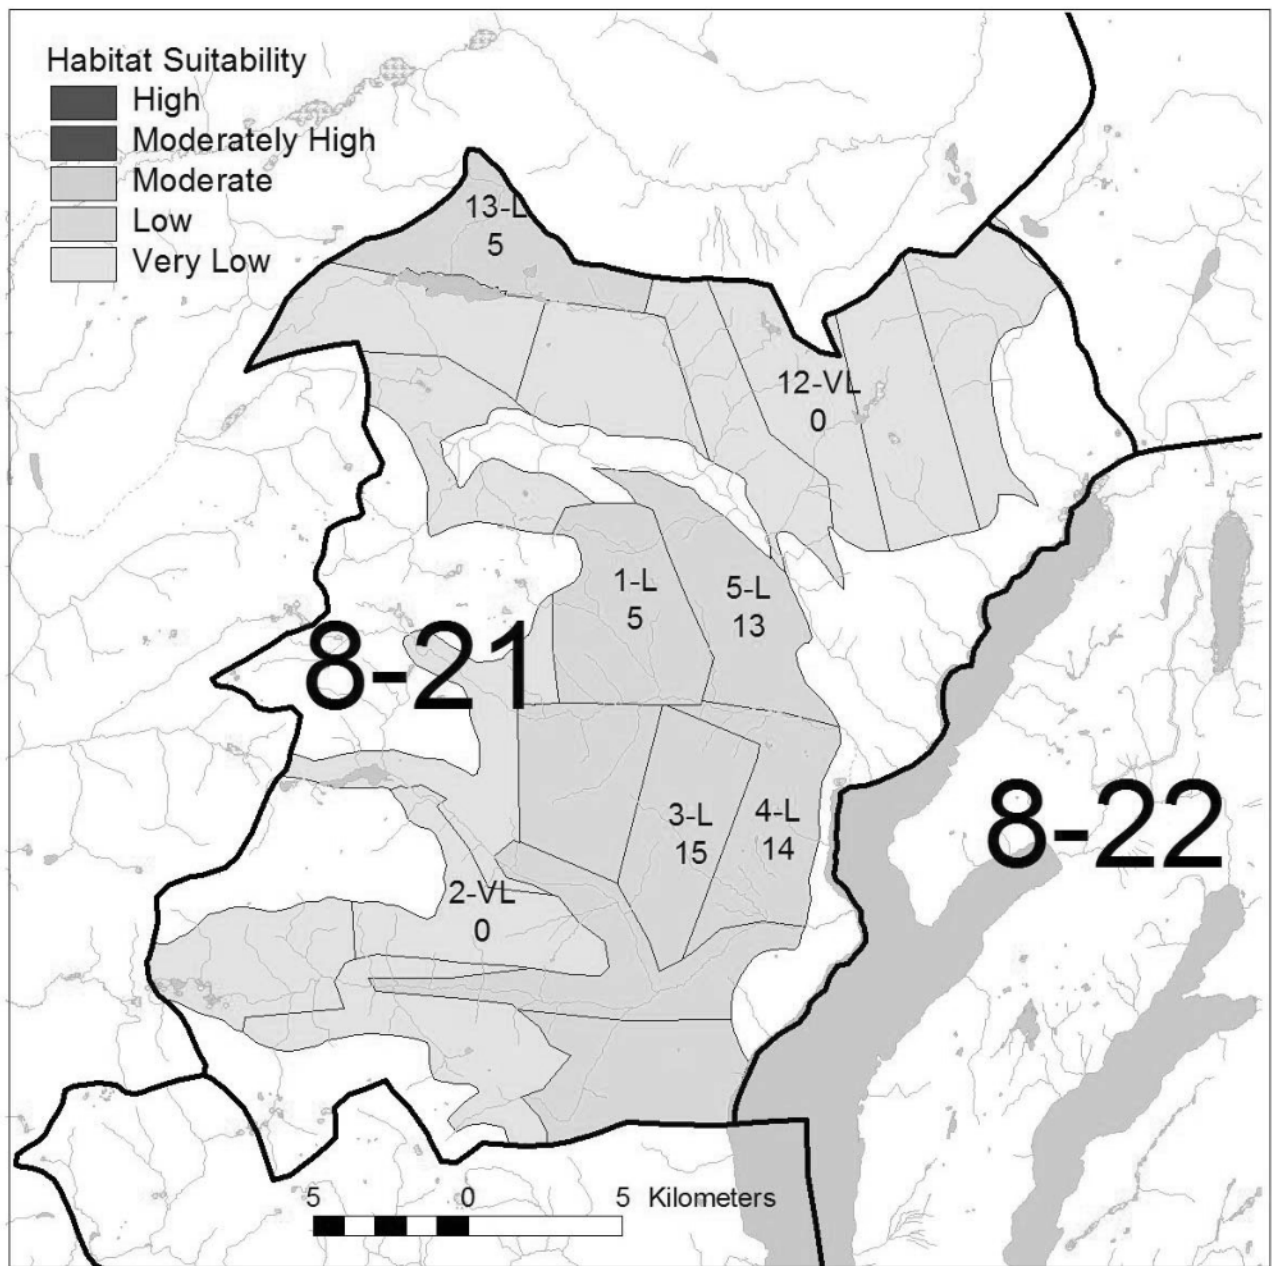 Habitat Suitability
High
Moderately High
Moderate
Low
Very Low
13-L
5
12-VL
0
1-L
5
5-L
13
8-21
3-L
15
4-L
14
8-22
2-VL
0
5 0 5 Kilometers